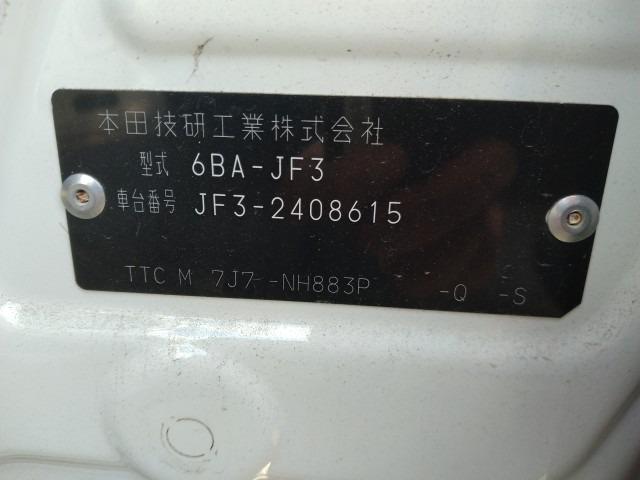 本田技研工業株式会社
型式 6BA-JF3
車台番号 JF3-2408615
TTC M 7J7--NH883P -Q -S